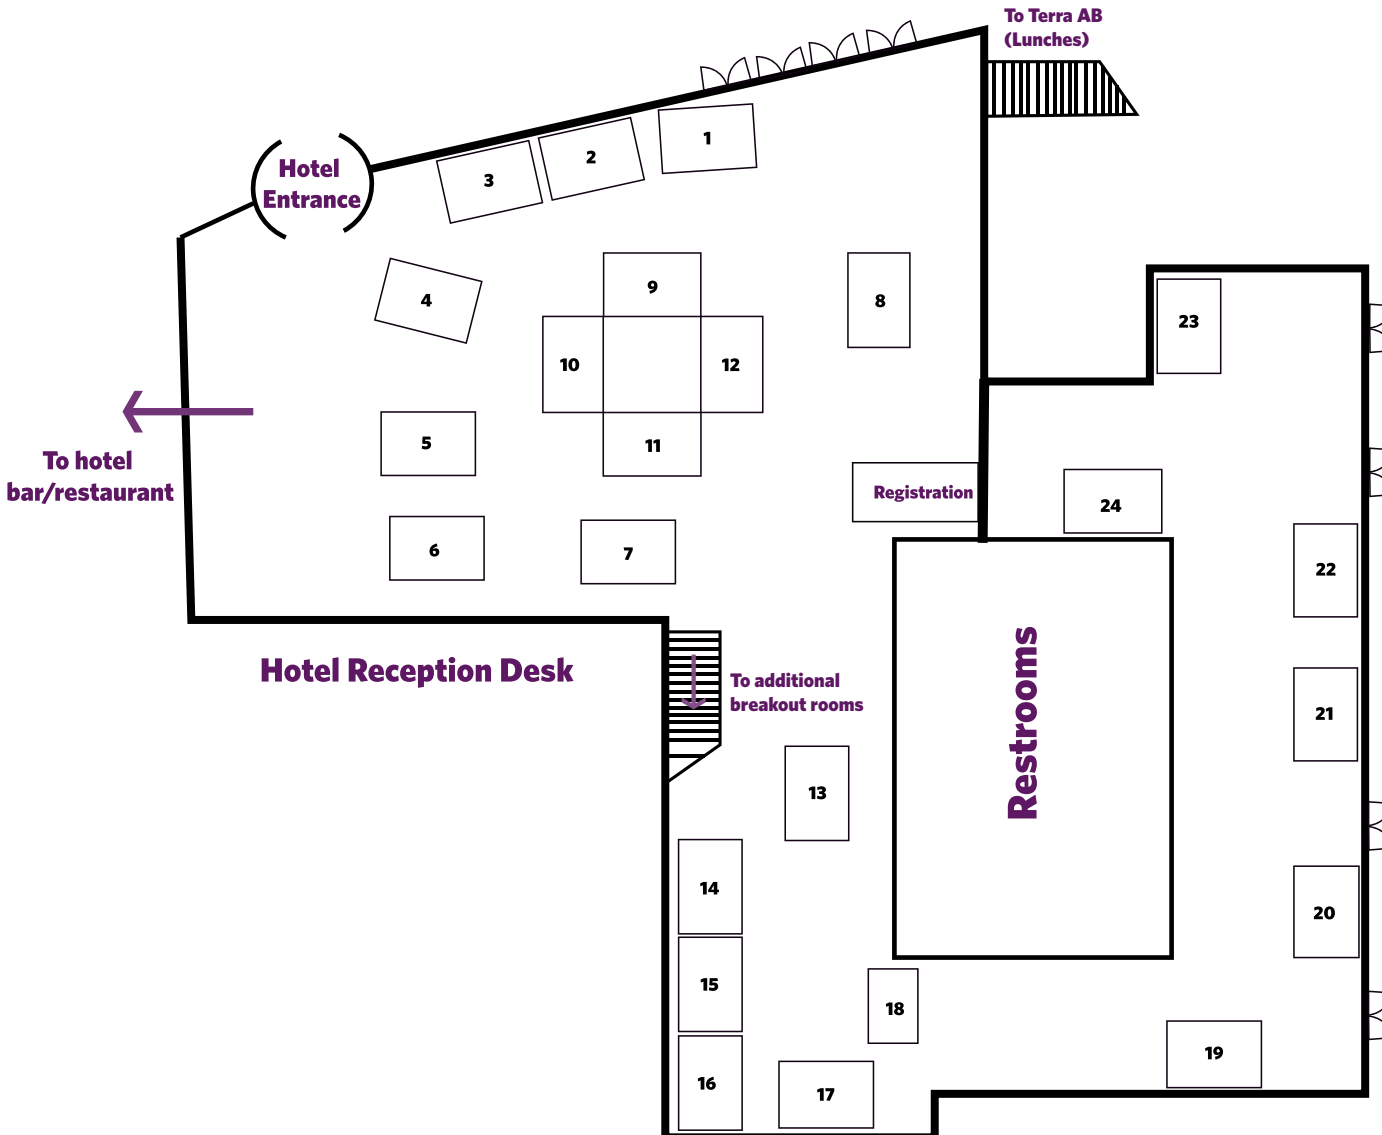 To Terra AB
(Lunches)
1
2
3
Hotel
Entrance
4
9
8
23
10
12
5
11
To hotel
bar/restaurant
Registration
24
6
7
22
Hotel Reception Desk
To additional
breakout rooms
Restrooms
21
13
14
20
15
18
16
17
19